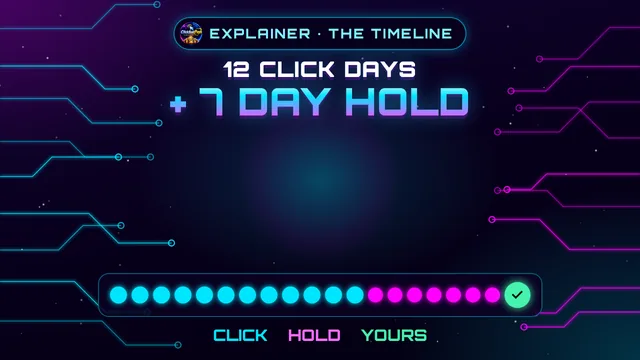 EXPLAINER · THE TIMELINE
12 CLICK DAYS
+ 7 DAY HOLD
CLICK HOLD YOURS